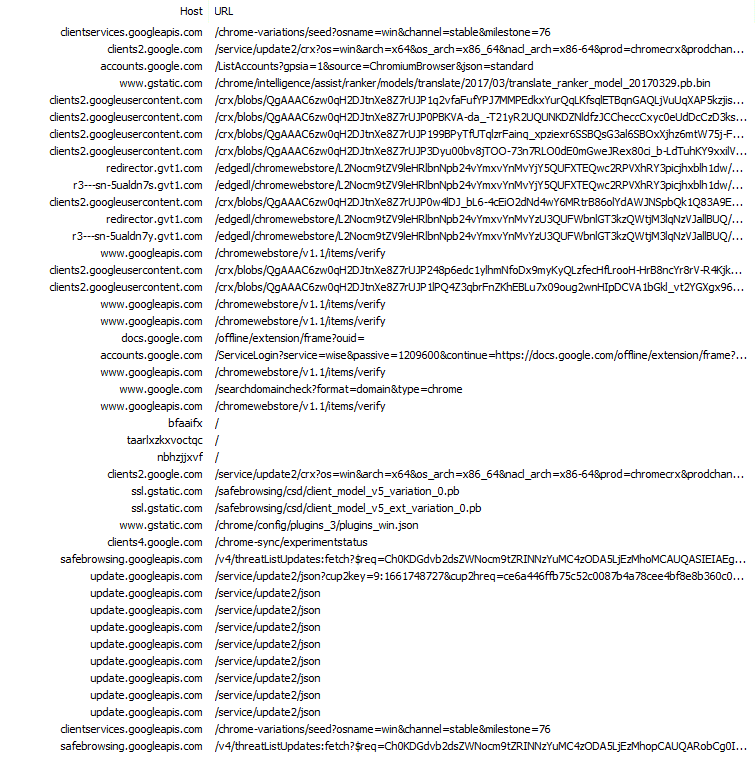 Host URL
clientservices.googleapis.com /chrome-variations/seed?osname=win&channel=stable&milestone=76
clients2.google.com /service/update2/crx?os=win&arch=x64&os_arch=x86_64&nacl_arch=x86-64&prod=chromecrx&prodchan...
accounts.google.com /ListAccounts?gpsia=1&source=ChromiumBrowser&json=standard
www.gstatic.com /chrome/intelligence/assist/ranker/models/translate/2017/03/translate_ranker_model_20170329.pb.bin
clients2.googleusercontent.com /crx/blobs/QgAAAC6zw0qH2DJtnXe8Z7rUJP1q2vfaFufYPJ7MMPEdkxYurQqLKfsqlETBqnGAQLjVuUqXAP5kzjis...
clients2.googleusercontent.com /crx/blobs/QgAAAC6zw0qH2DJtnXe8Z7rUJP0PBKVA-da_-T21yR2UQUNKDZNldfzJCCheccCxyc0eUdDcCzD3ks...
clients2.googleusercontent.com /crx/blobs/QgAAAC6zw0qH2DJtnXe8Z7rUJP199BPyTfUTqlzrFainq_xpziexr6SSBQsG3al6SBOxXjhz6mtW75j-F...
clients2.googleusercontent.com /crx/blobs/QgAAAC6zw0qH2DJtnXe8Z7rUJP3Dyu00bv8jTOO-73n7RLO0dE0mGweJRex80ci_b-LdTuhKY9xxilV...
redirector.gvt1.com /edgedl/chromewebstore/L2Nocm9tZV9leHRlbnNpb24vYmxvYnMvYjY5QUFXTEQwc2RPVXhRY3picjhxblh1dw/...
r3---sn-5ualdn7s.gvt1.com /edgedl/chromewebstore/L2Nocm9tZV9leHRlbnNpb24vYmxvYnMvYjY5QUFXTEQwc2RPVXhRY3picjhxblh1dw/...
clients2.googleusercontent.com /crx/blobs/QgAAAC6zw0qH2DJtnXe8Z7rUJP0w4lDJ_bL6-4cEiO2dNd4wY6MRtrB86olYdAWJNSpbQk1Q83A9E...
redirector.gvt1.com /edgedl/chromewebstore/L2Nocm9tZV9leHRlbnNpb24vYmxvYnMvYzU3QUFWbnlGT3kzQWtjM3lqNzVJallBUQ/...
r3---sn-5ualdn7y.gvt1.com /edgedl/chromewebstore/L2Nocm9tZV9leHRlbnNpb24vYmxvYnMvYzU3QUFWbnlGT3kzQWtjM3lqNzVJallBUQ/...
www.googleapis.com /chromewebstore/v1.1/items/verify
clients2.googleusercontent.com /crx/blobs/QgAAAC6zw0qH2DJtnXe8Z7rUJP248p6edc1ylhmNfoDx9myKyQLzfecHfLrooH-HrB8ncYr8rV-R4Kjk...
clients2.googleusercontent.com /crx/blobs/QgAAAC6zw0qH2DJtnXe8Z7rUJP1lPQ4Z3qbrFnZKhEBLu7x09oug2wnHIpDCVA1bGkl_vt2YGXgx96...
www.googleapis.com /chromewebstore/v1.1/items/verify
www.googleapis.com /chromewebstore/v1.1/items/verify
docs.google.com /offline/extension/frame?ouid=
accounts.google.com /ServiceLogin?service=wise&passive=1209600&continue=https://docs.google.com/offline/extension/frame?...
www.googleapis.com /chromewebstore/v1.1/items/verify
www.google.com /searchdomaincheck?format=domain&type=chrome
www.googleapis.com /chromewebstore/v1.1/items/verify
bfaaifx /
taarlxzkxvoctqc /
nbhzjjxvf /
clients2.google.com /service/update2/crx?os=win&arch=x64&os_arch=x86_64&nacl_arch=x86-64&prod=chromecrx&prodchan...
ssl.gstatic.com /safebrowsing/csd/client_model_v5_variation_0.pb
ssl.gstatic.com /safebrowsing/csd/client_model_v5_ext_variation_0.pb
www.gstatic.com /chrome/config/plugins_3/plugins_win.json
clients4.google.com /chrome-sync/experimentstatus
safebrowsing.googleapis.com /v4/threatListUpdates:fetch?$req=Ch0KDGdvb2dsZWNocm9tZRINNzYuMC4zODA5LjEzMhoMCAUQASIEIAEg...
update.googleapis.com /service/update2/json?cup2key=9:1661748727&cup2hreq=ce6a446ffb75c52c0087b4a78cee4bf8e8b360c0...
update.googleapis.com /service/update2/json
update.googleapis.com /service/update2/json
update.googleapis.com /service/update2/json
update.googleapis.com /service/update2/json
update.googleapis.com /service/update2/json
update.googleapis.com /service/update2/json
update.googleapis.com /service/update2/json
update.googleapis.com /service/update2/json
clientservices.googleapis.com /chrome-variations/seed?osname=win&channel=stable&milestone=76
safebrowsing.googleapis.com /v4/threatListUpdates:fetch?$req=Ch0KDGdvb2dsZWNocm9tZRINNzYuMC4zODA5LjEzMhopCAUQARobCg0I...